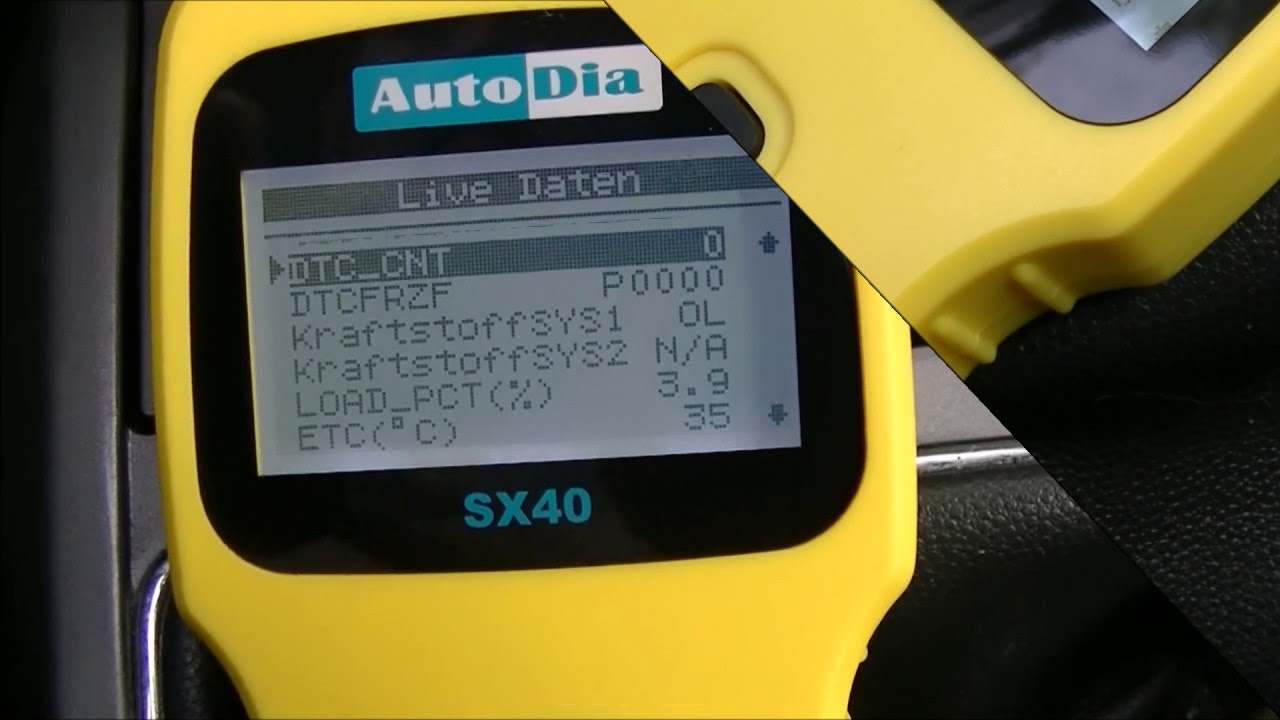 AutoDia
Live Daten
DTC_CNT 0
DTCFRZF P0000
KraftstoffSYS1 OL
KraftstoffSYS2 N/A
LOAD_PCT(%) 3.9
ETC(°C) 35
SX40